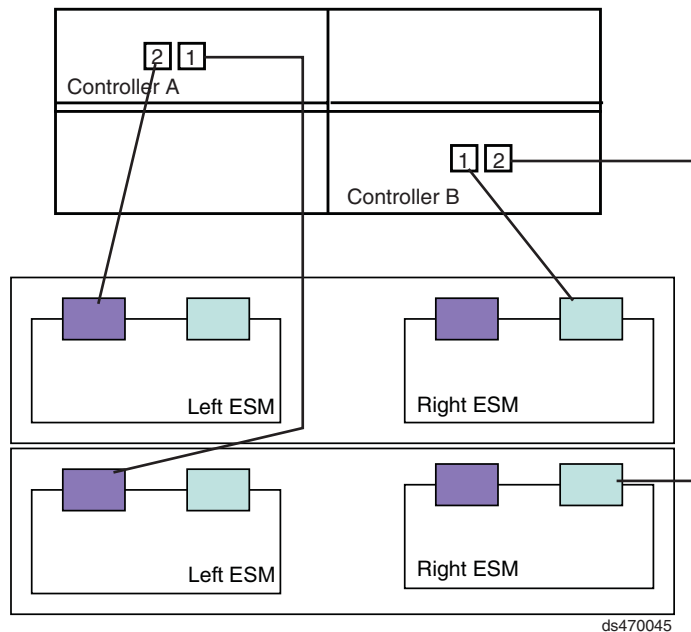 2 1
Controller A
1 2
Controller B
Left ESM
Right ESM
Left ESM
Right ESM
ds470045